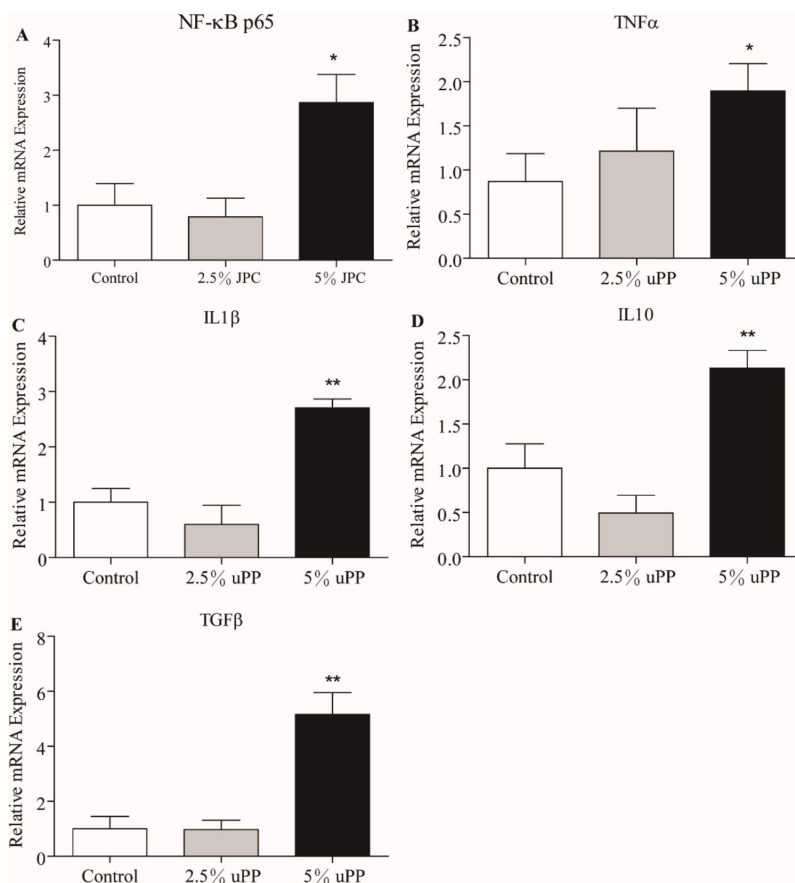 A
NF-κB p65
Relative mRNA Expression
4
3
2
1
0
*
Control
2.5% JPC
5% JPC
B
TNFα
Relative mRNA Expression
2.5
2.0
1.5
1.0
0.5
0.0
*
Control
2.5% uPP
5% uPP
C
IL1β
Relative mRNA Expression
4
3
2
1
0
**
Control
2.5% uPP
5% uPP
D
IL10
Relative mRNA Expression
2.5
2.0
1.5
1.0
0.5
0.0
**
Control
2.5% uPP
5% uPP
E
TGFβ
Relative mRNA Expression
8
6
4
2
0
**
Control
2.5% uPP
5% uPP